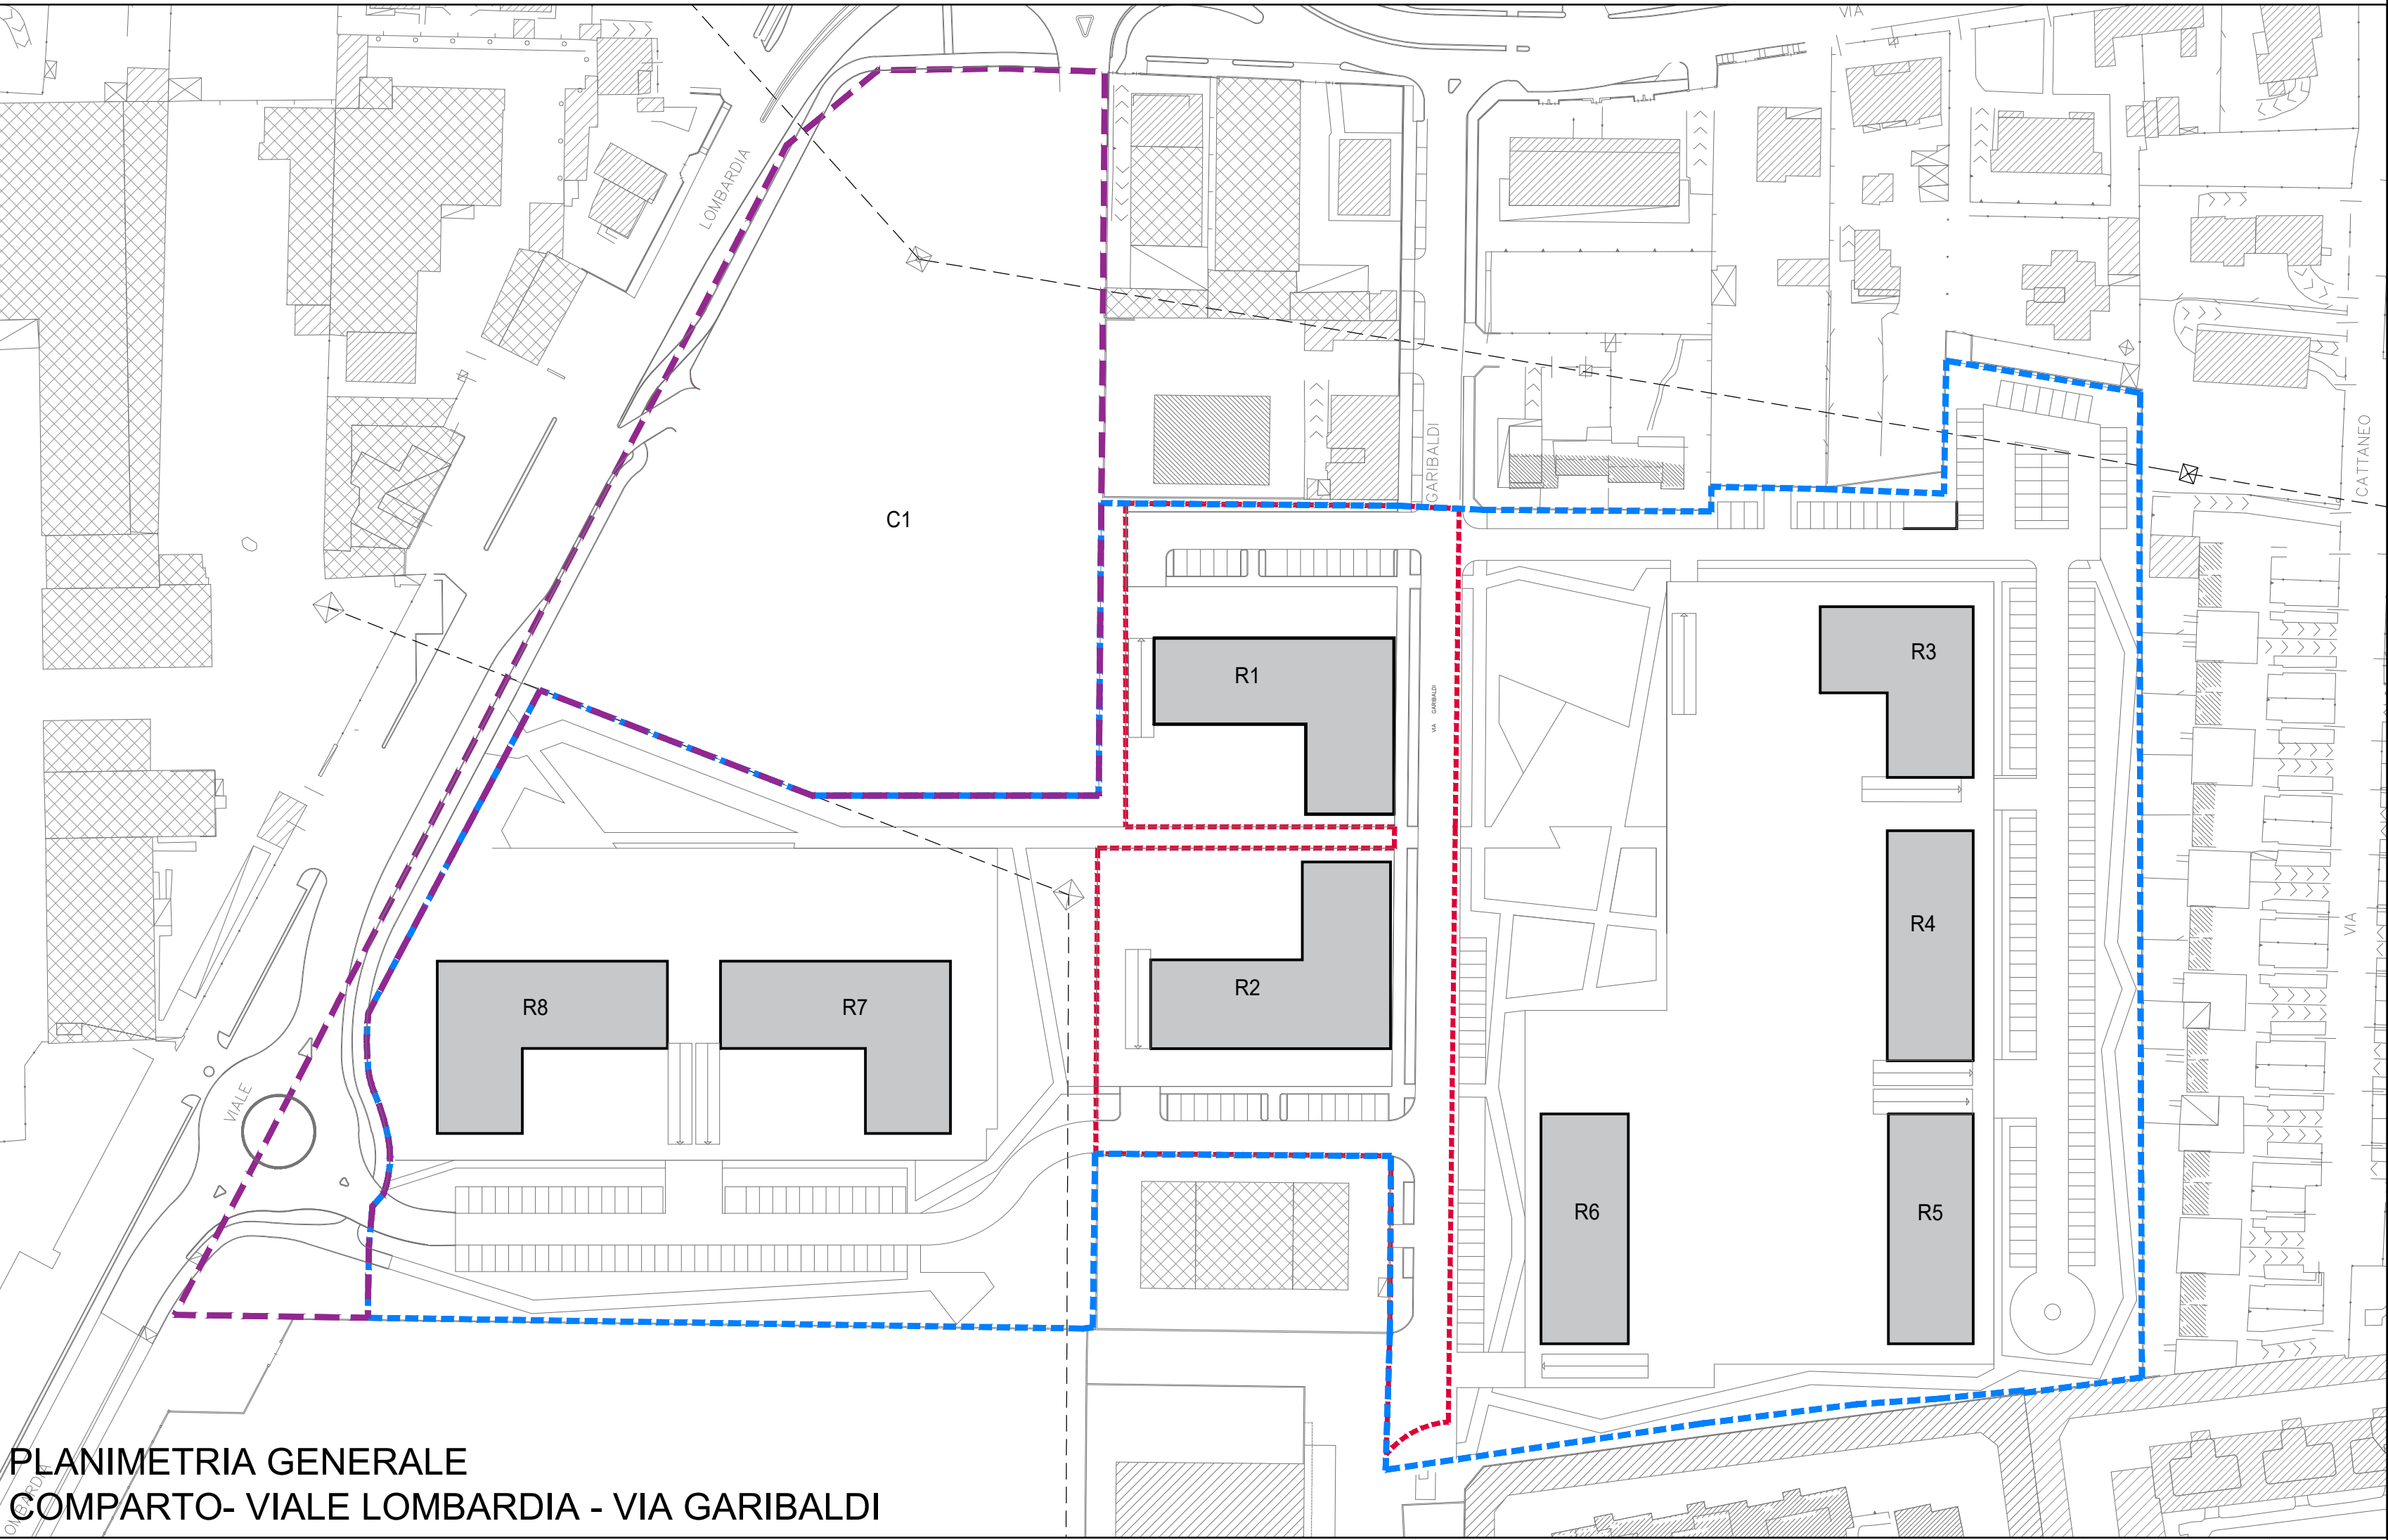 VIA
LOMBARDIA
CATTANEO
GARIBALDI
C1
R1
R3
VIA GARIBALDI
R4
VIA
R2
R8
R7
VIALE
R6
R5
PLANIMETRIA GENERALE
LOMBARDIA
COMPARTO- VIALE LOMBARDIA - VIA GARIBALDI